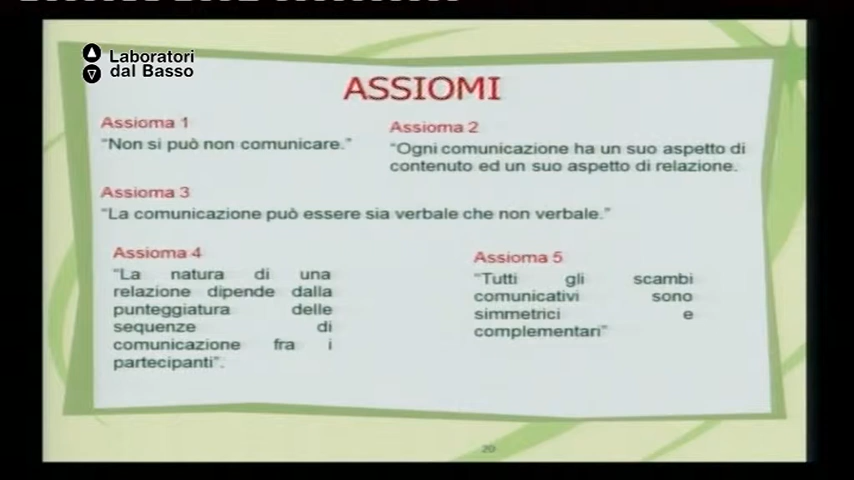 Laboratori
dal Basso
ASSIOMI
Assioma 1
"Non si può non comunicare."
Assioma 2
"Ogni comunicazione ha un suo aspetto di
contenuto ed un suo aspetto di relazione.
Assioma 3
"La comunicazione può essere sia verbale che non verbale."
Assioma 4
"La natura di una
relazione dipende dalla
punteggiatura delle
sequenze di
comunicazione fra i
partecipanti".
Assioma 5
"Tutti gli scambi
comunicativi sono
simmetrici e
complementari"
20